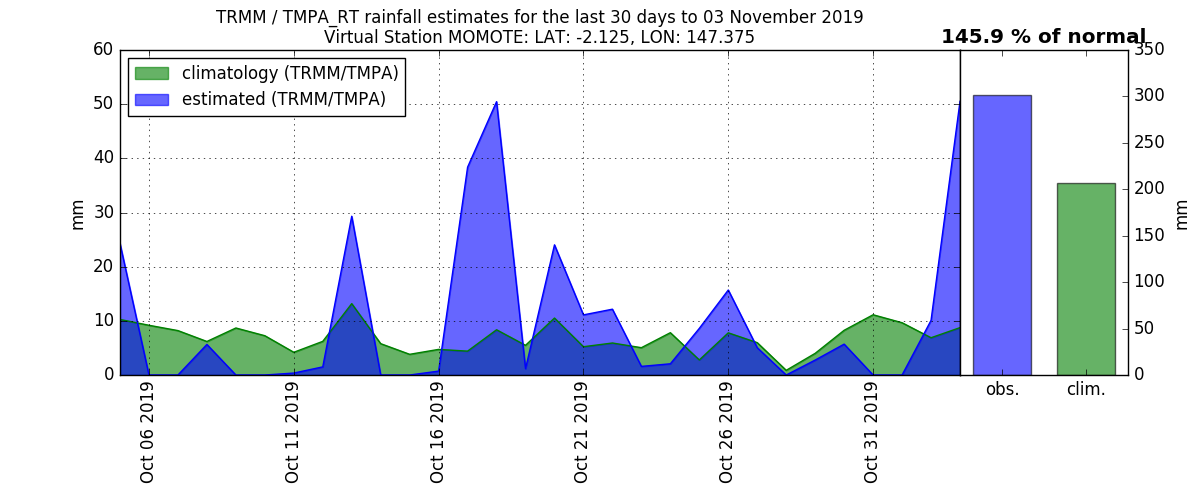 TRMM / TMPA_RT rainfall estimates for the last 30 days to 03 November 2019
Virtual Station MOMOTE: LAT: -2.125, LON: 147.375
145.9 % of normal
climatology (TRMM/TMPA)
estimated (TRMM/TMPA)
mm
60
50
40
30
20
10
0
Oct 06 2019
Oct 11 2019
Oct 16 2019
Oct 21 2019
Oct 26 2019
Oct 31 2019
obs.
clim.
350
300
250
200
150
100
50
0
mm